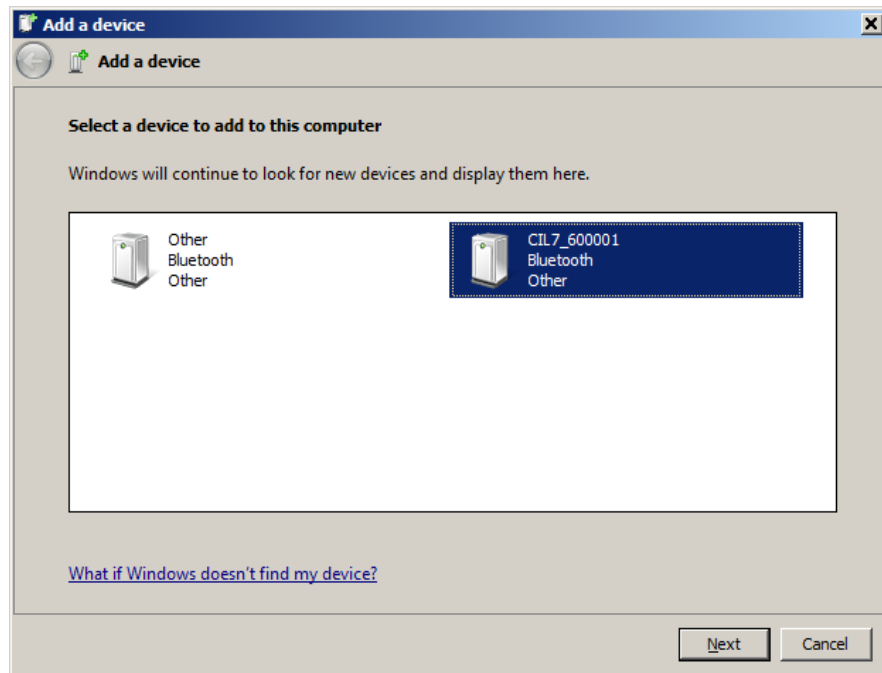 Add a device
Add a device
Select a device to add to this computer
Windows will continue to look for new devices and display them here.
Other
Bluetooth
Other
CIL7_600001
Bluetooth
Other
What if Windows doesn't find my device?
Next
Cancel